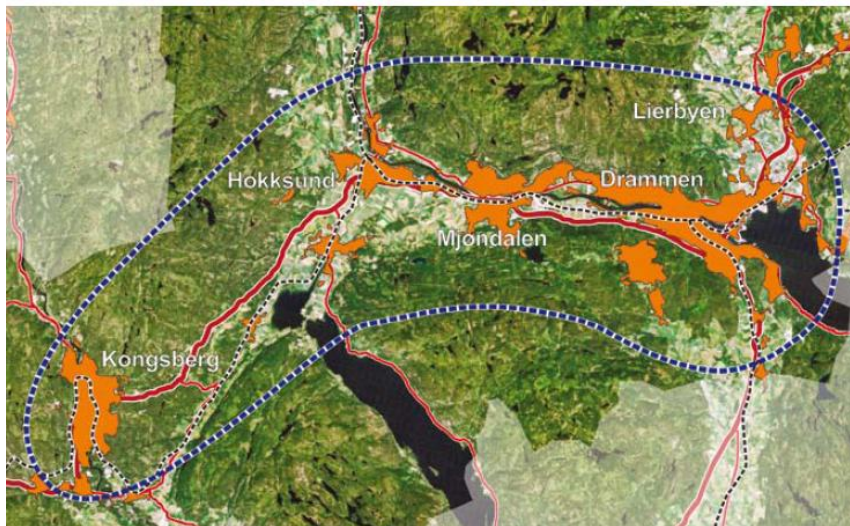 Lierbyen
Hokksund
Drammen
Mjøndalen
Kongsberg